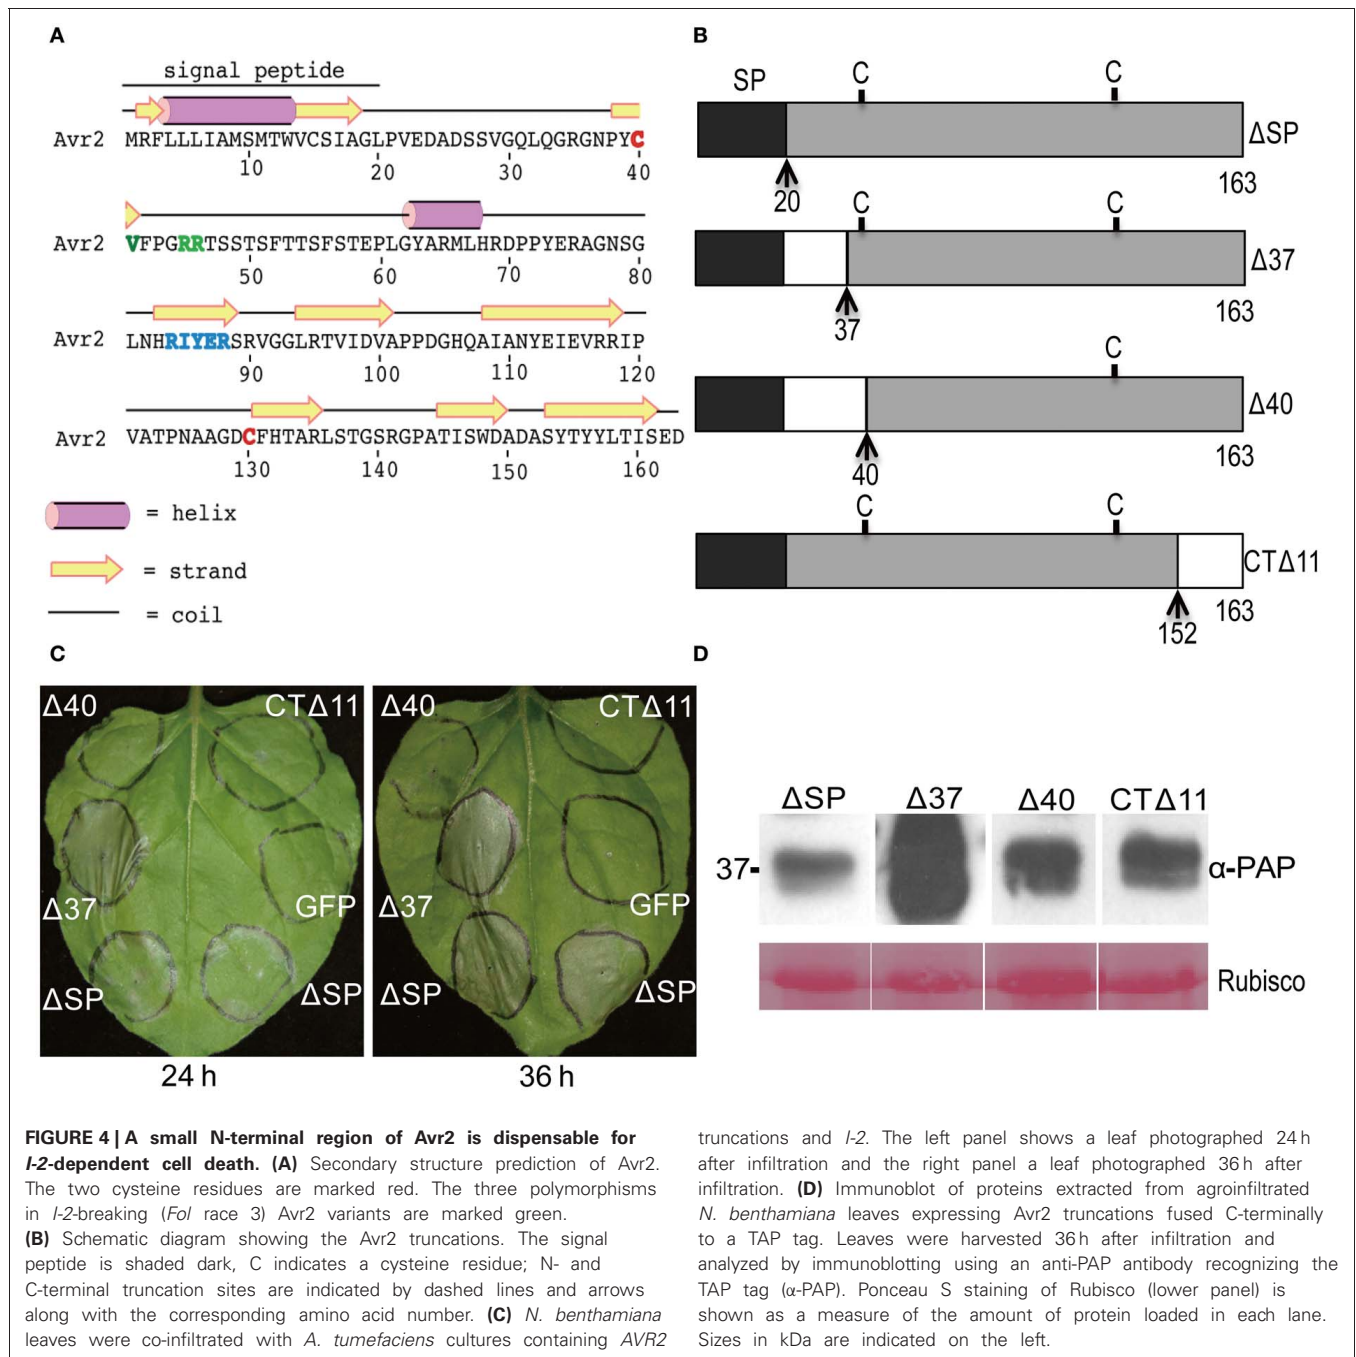 A
signal peptide
Avr2 MRFLLLIAMSMTWVCSIAGLPVEDADSSVGQLQGRGNPYC
10 20 30 40
Avr2 VFPGRRTSSTSFTTSFSTEPLGYARMLHRDPPYERAGNSG
50 60 70 80
Avr2 LNHRIYERSRVGGLRTVIDVAPPDGHQAIANYEIEVRRIP
90 100 110 120
Avr2 VATPNAAGDCFHTARLSTGSRGPATISWDADASYTYYLTISED
130 140 150 160
= helix
= strand
= coil
B
SP C C
ΔSP
20 163
C C
Δ37
37 163
C
Δ40
40 163
C C
CTΔ11
152 163
C
Δ40 CTΔ11
Δ37 GFP
ΔSP ΔSP
24 h
Δ40 CTΔ11
Δ37 GFP
ΔSP ΔSP
36 h
D
ΔSP Δ37 Δ40 CTΔ11
37- α-PAP
Rubisco
FIGURE 4 | A small N-terminal region of Avr2 is dispensable for
I-2-dependent cell death. (A) Secondary structure prediction of Avr2.
The two cysteine residues are marked red. The three polymorphisms
in I-2-breaking (Fol race 3) Avr2 variants are marked green.
(B) Schematic diagram showing the Avr2 truncations. The signal
peptide is shaded dark, C indicates a cysteine residue; N- and
C-terminal truncation sites are indicated by dashed lines and arrows
along with the corresponding amino acid number. (C) N. benthamiana
leaves were co-infiltrated with A. tumefaciens cultures containing AVR2
truncations and I-2. The left panel shows a leaf photographed 24 h
after infiltration and the right panel a leaf photographed 36 h after
infiltration. (D) Immunoblot of proteins extracted from agroinfiltrated
N. benthamiana leaves expressing Avr2 truncations fused C-terminally
to a TAP tag. Leaves were harvested 36 h after infiltration and
analyzed by immunoblotting using an anti-PAP antibody recognizing the
TAP tag (α-PAP). Ponceau S staining of Rubisco (lower panel) is
shown as a measure of the amount of protein loaded in each lane.
Sizes in kDa are indicated on the left.